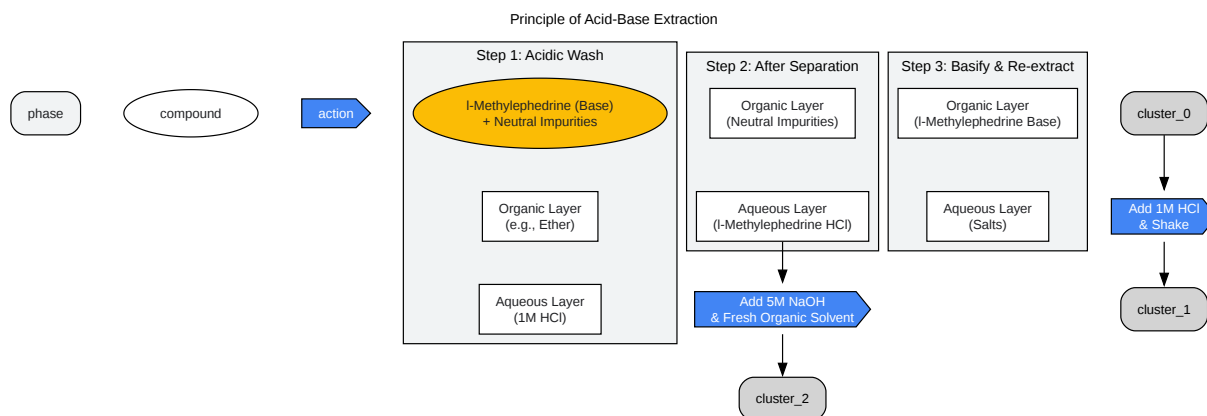 Principle of Acid-Base Extraction
phase
compound
action
Step 1: Acidic Wash
l-Methylephedrine (Base)
+ Neutral Impurities
Organic Layer
(e.g., Ether)
Aqueous Layer
(1M HCl)
Step 2: After Separation
Organic Layer
(Neutral Impurities)
Aqueous Layer
(l-Methylephedrine HCl)
Add 5M NaOH
& Fresh Organic Solvent
cluster_2
Step 3: Basify & Re-extract
Organic Layer
(l-Methylephedrine Base)
Aqueous Layer
(Salts)
cluster_0
Add 1M HCl
& Shake
cluster_1